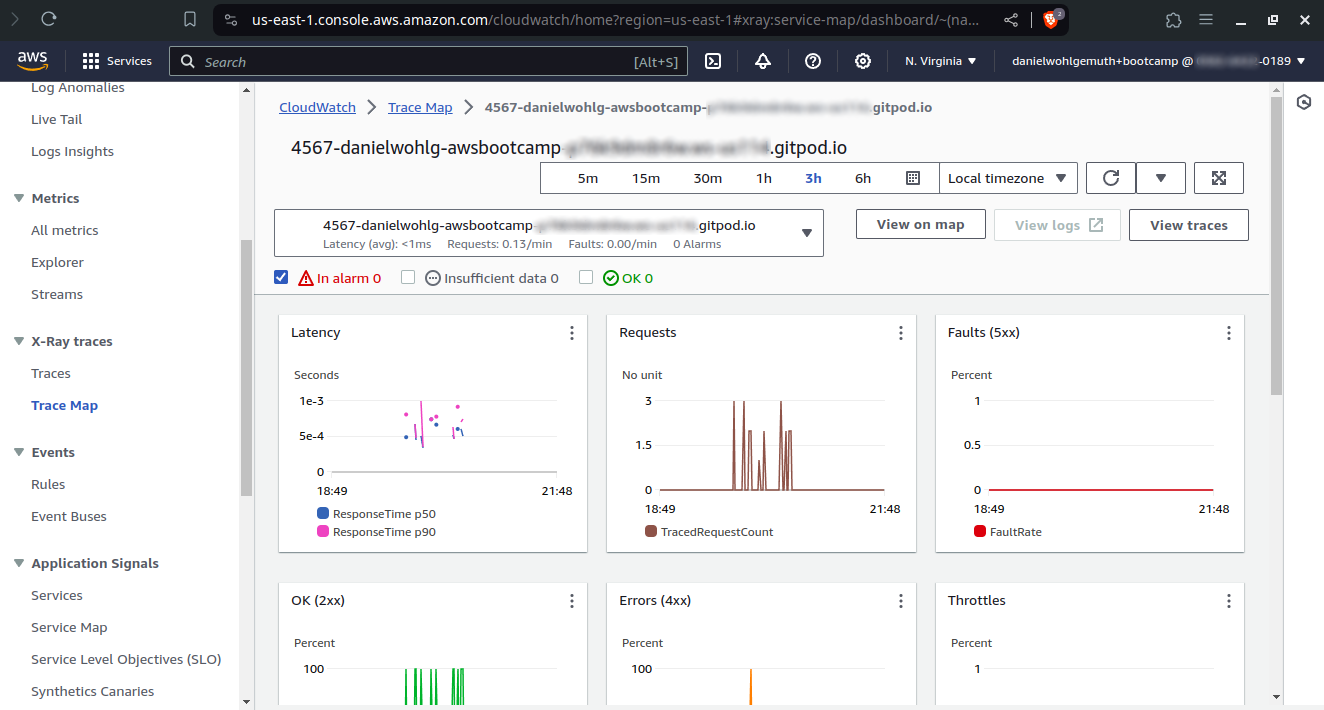 us-east-1.console.aws.amazon.com/cloudwatch/home?region=us-east-1#xray:service-map/dashboard/~(na...
2
aws
Services
Search
[Alt+S]
N. Virginia
danielwohlgemuth+bootcamp @ -0189
Log Anomalies
Live Tail
Logs Insights
Metrics
All metrics
Explorer
Streams
X-Ray traces
Traces
Trace Map
Events
Rules
Event Buses
Application Signals
Services
Service Map
Service Level Objectives (SLO)
Synthetics Canaries
CloudWatch > Trace Map > 4567-danielwohlg-awsbootcamp- .gitpod.io
4567-danielwohlg-awsbootcamp- .gitpod.io
5m 15m 30m 1h 3h 6h Local timezone
4567-danielwohlg-awsbootcamp- .gitpod.io
Latency (avg): <1ms Requests: 0.13/min Faults: 0.00/min 0 Alarms
View on map View logs View traces
In alarm 0 Insufficient data 0 OK 0
Latency
Seconds
1e-3
5e-4
0
18:49 21:48
ResponseTime p50
ResponseTime p90
Requests
No unit
3
1.5
0
18:49 21:48
TracedRequestCount
Faults (5xx)
Percent
1
0.5
0
18:49 21:48
FaultRate
OK (2xx)
Percent
100
Errors (4xx)
Percent
100
Throttles
Percent
1